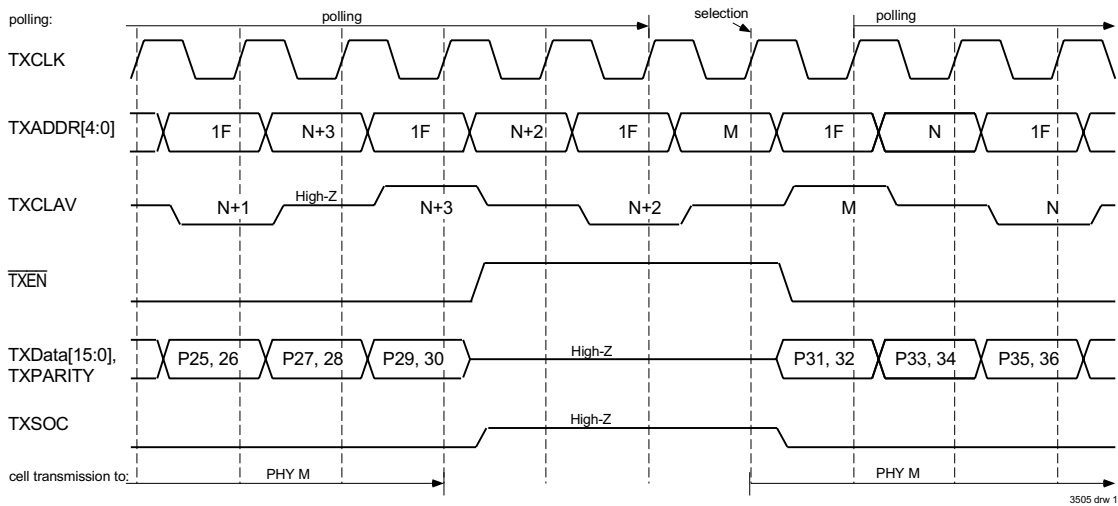 polling: polling selection polling
TXCLK
TXADDR[4:0] 1F N+3 1F N+2 1F M 1F N 1F
TXCLAV N+1 High-Z N+3 N+2 M N
TXEN
TXData[15:0], P25, 26 P27, 28 P29, 30 High-Z P31, 32 P33, 34 P35, 36
TXPARITY
TXSOC High-Z
cell transmission to: PHY M PHY M
3505 drw 1